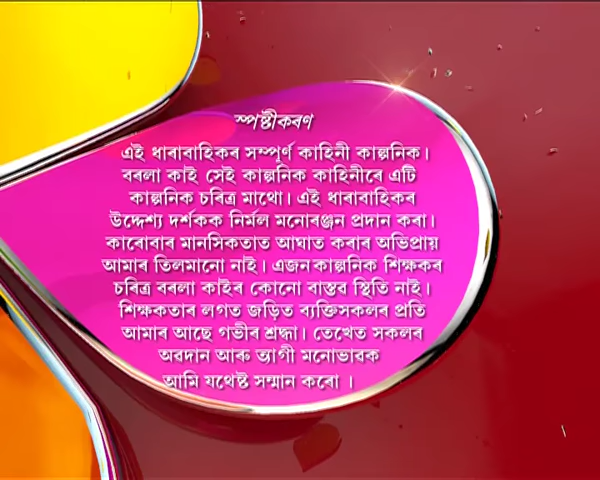 স্পষ্টীকৰণ
এই ধাৰাবাহিকৰ সম্পূৰ্ণ কাহিনী কাল্পনিক।
বৰলা কাই সেই কাল্পনিক কাহিনীৰে এটি
কাল্পনিক চৰিত্ৰ মাথো। এই ধাৰাবাহিকৰ
উদ্দেশ্য দৰ্শকক নিৰ্মল মনোৰঞ্জন প্ৰদান কৰা।
কাৰোবাৰ মানসিকতাত আঘাত কৰাৰ অভিপ্ৰায়
আমাৰ তিলমানো নাই। এজন কাল্পনিক শিক্ষকৰ
চৰিত্ৰ বৰলা কাইৰ কোনো বাস্তৱ স্থিতি নাই।
শিক্ষকতাৰ লগত জড়িত ব্যক্তিসকলৰ প্ৰতি
আমাৰ আছে গভীৰ শ্ৰদ্ধা। তেখেত সকলৰ
অৱদান আৰু ত্যাগী মনোভাৱক
আমি যথেষ্ট সন্মান কৰো ।